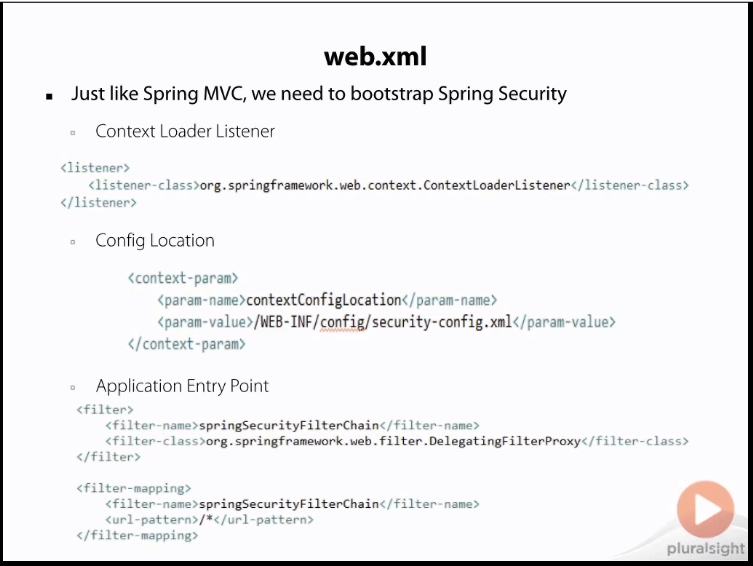 web.xml
Just like Spring MVC, we need to bootstrap Spring Security
Context Loader Listener
<listener>
<listener-class>org.springframework.web.context.ContextLoaderListener</listener-class>
</listener>
Config Location
<context-param>
<param-name>contextConfigLocation</param-name>
<param-value>/WEB-INF/config/security-config.xml</param-value>
</context-param>
Application Entry Point
<filter>
<filter-name>springSecurityFilterChain</filter-name>
<filter-class>org.springframework.web.filter.DelegatingFilterProxy</filter-class>
</filter>
<filter-mapping>
<filter-name>springSecurityFilterChain</filter-name>
<url-pattern>/*</url-pattern>
</filter-mapping>
pluralsight